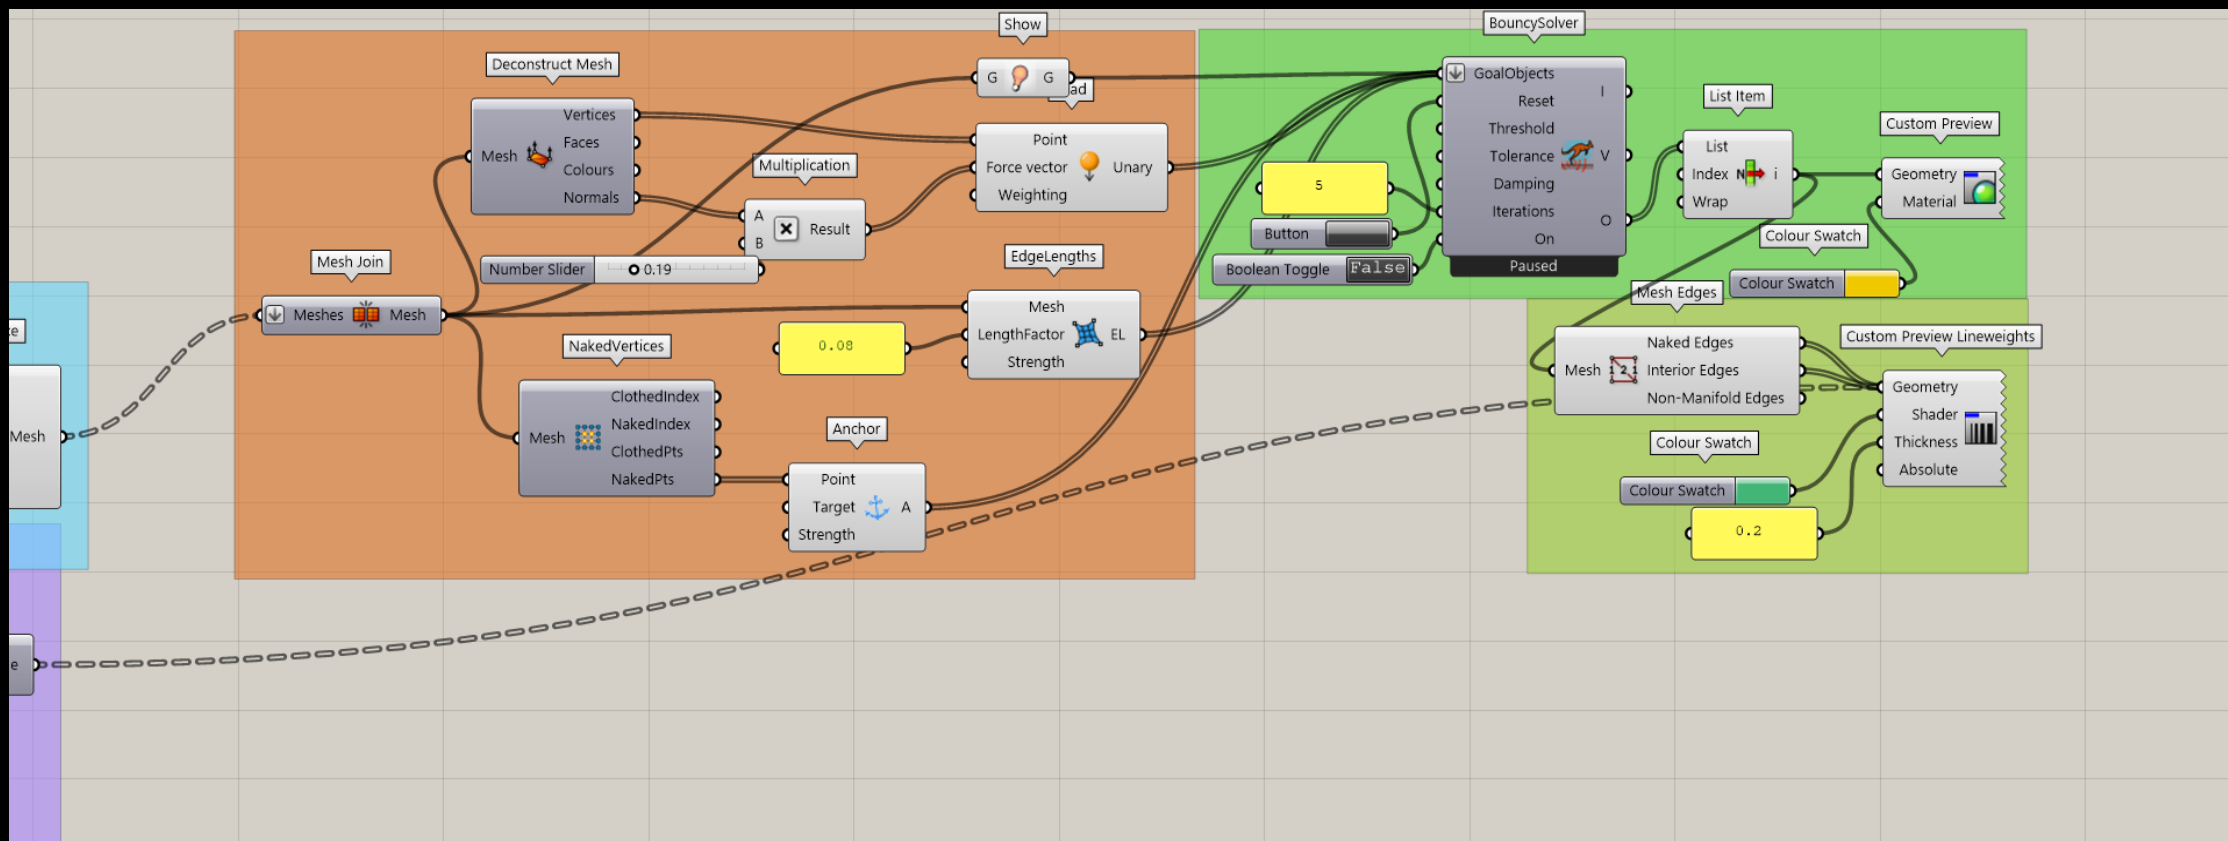 Show
G G
ad
Deconstruct Mesh
Mesh
Vertices
Faces
Colours
Normals
Point
Force vector
Weighting
Unary
Multiplication
A
B
Result
Number Slider
0.19
Mesh Join
Meshes Mesh
EdgeLengths
Mesh
LengthFactor
Strength
EL
0.08
NakedVertices
Mesh
ClothedIndex
NakedIndex
ClothedPts
NakedPts
Anchor
Point
Target
Strength
A
Mesh
e
BouncySolver
GoalObjects
Reset
Threshold
Tolerance
Damping
Iterations
On
I
V
O
Paused
5
Button
Boolean Toggle
False
List Item
List
Index
Wrap
N
i
Custom Preview
Geometry
Material
Colour Swatch
Colour Swatch
Mesh Edges
Mesh
1 2 1
Naked Edges
Interior Edges
Non-Manifold Edges
Custom Preview Lineweights
Geometry
Shader
Thickness
Absolute
Colour Swatch
Colour Swatch
0.2